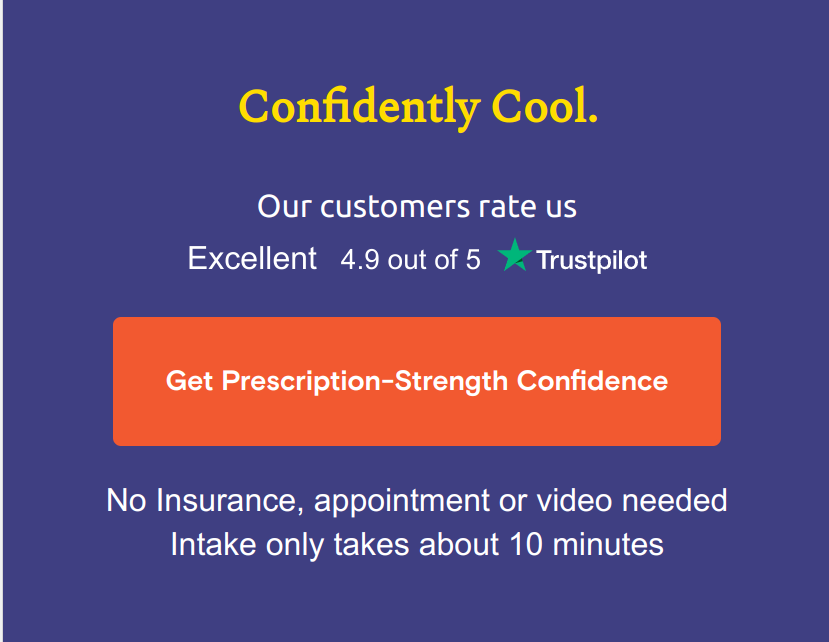 Confidently Cool.
Our customers rate us
Excellent 4.9 out of 5 Trustpilot
Get Prescription-Strength Confidence
No Insurance, appointment or video needed
Intake only takes about 10 minutes